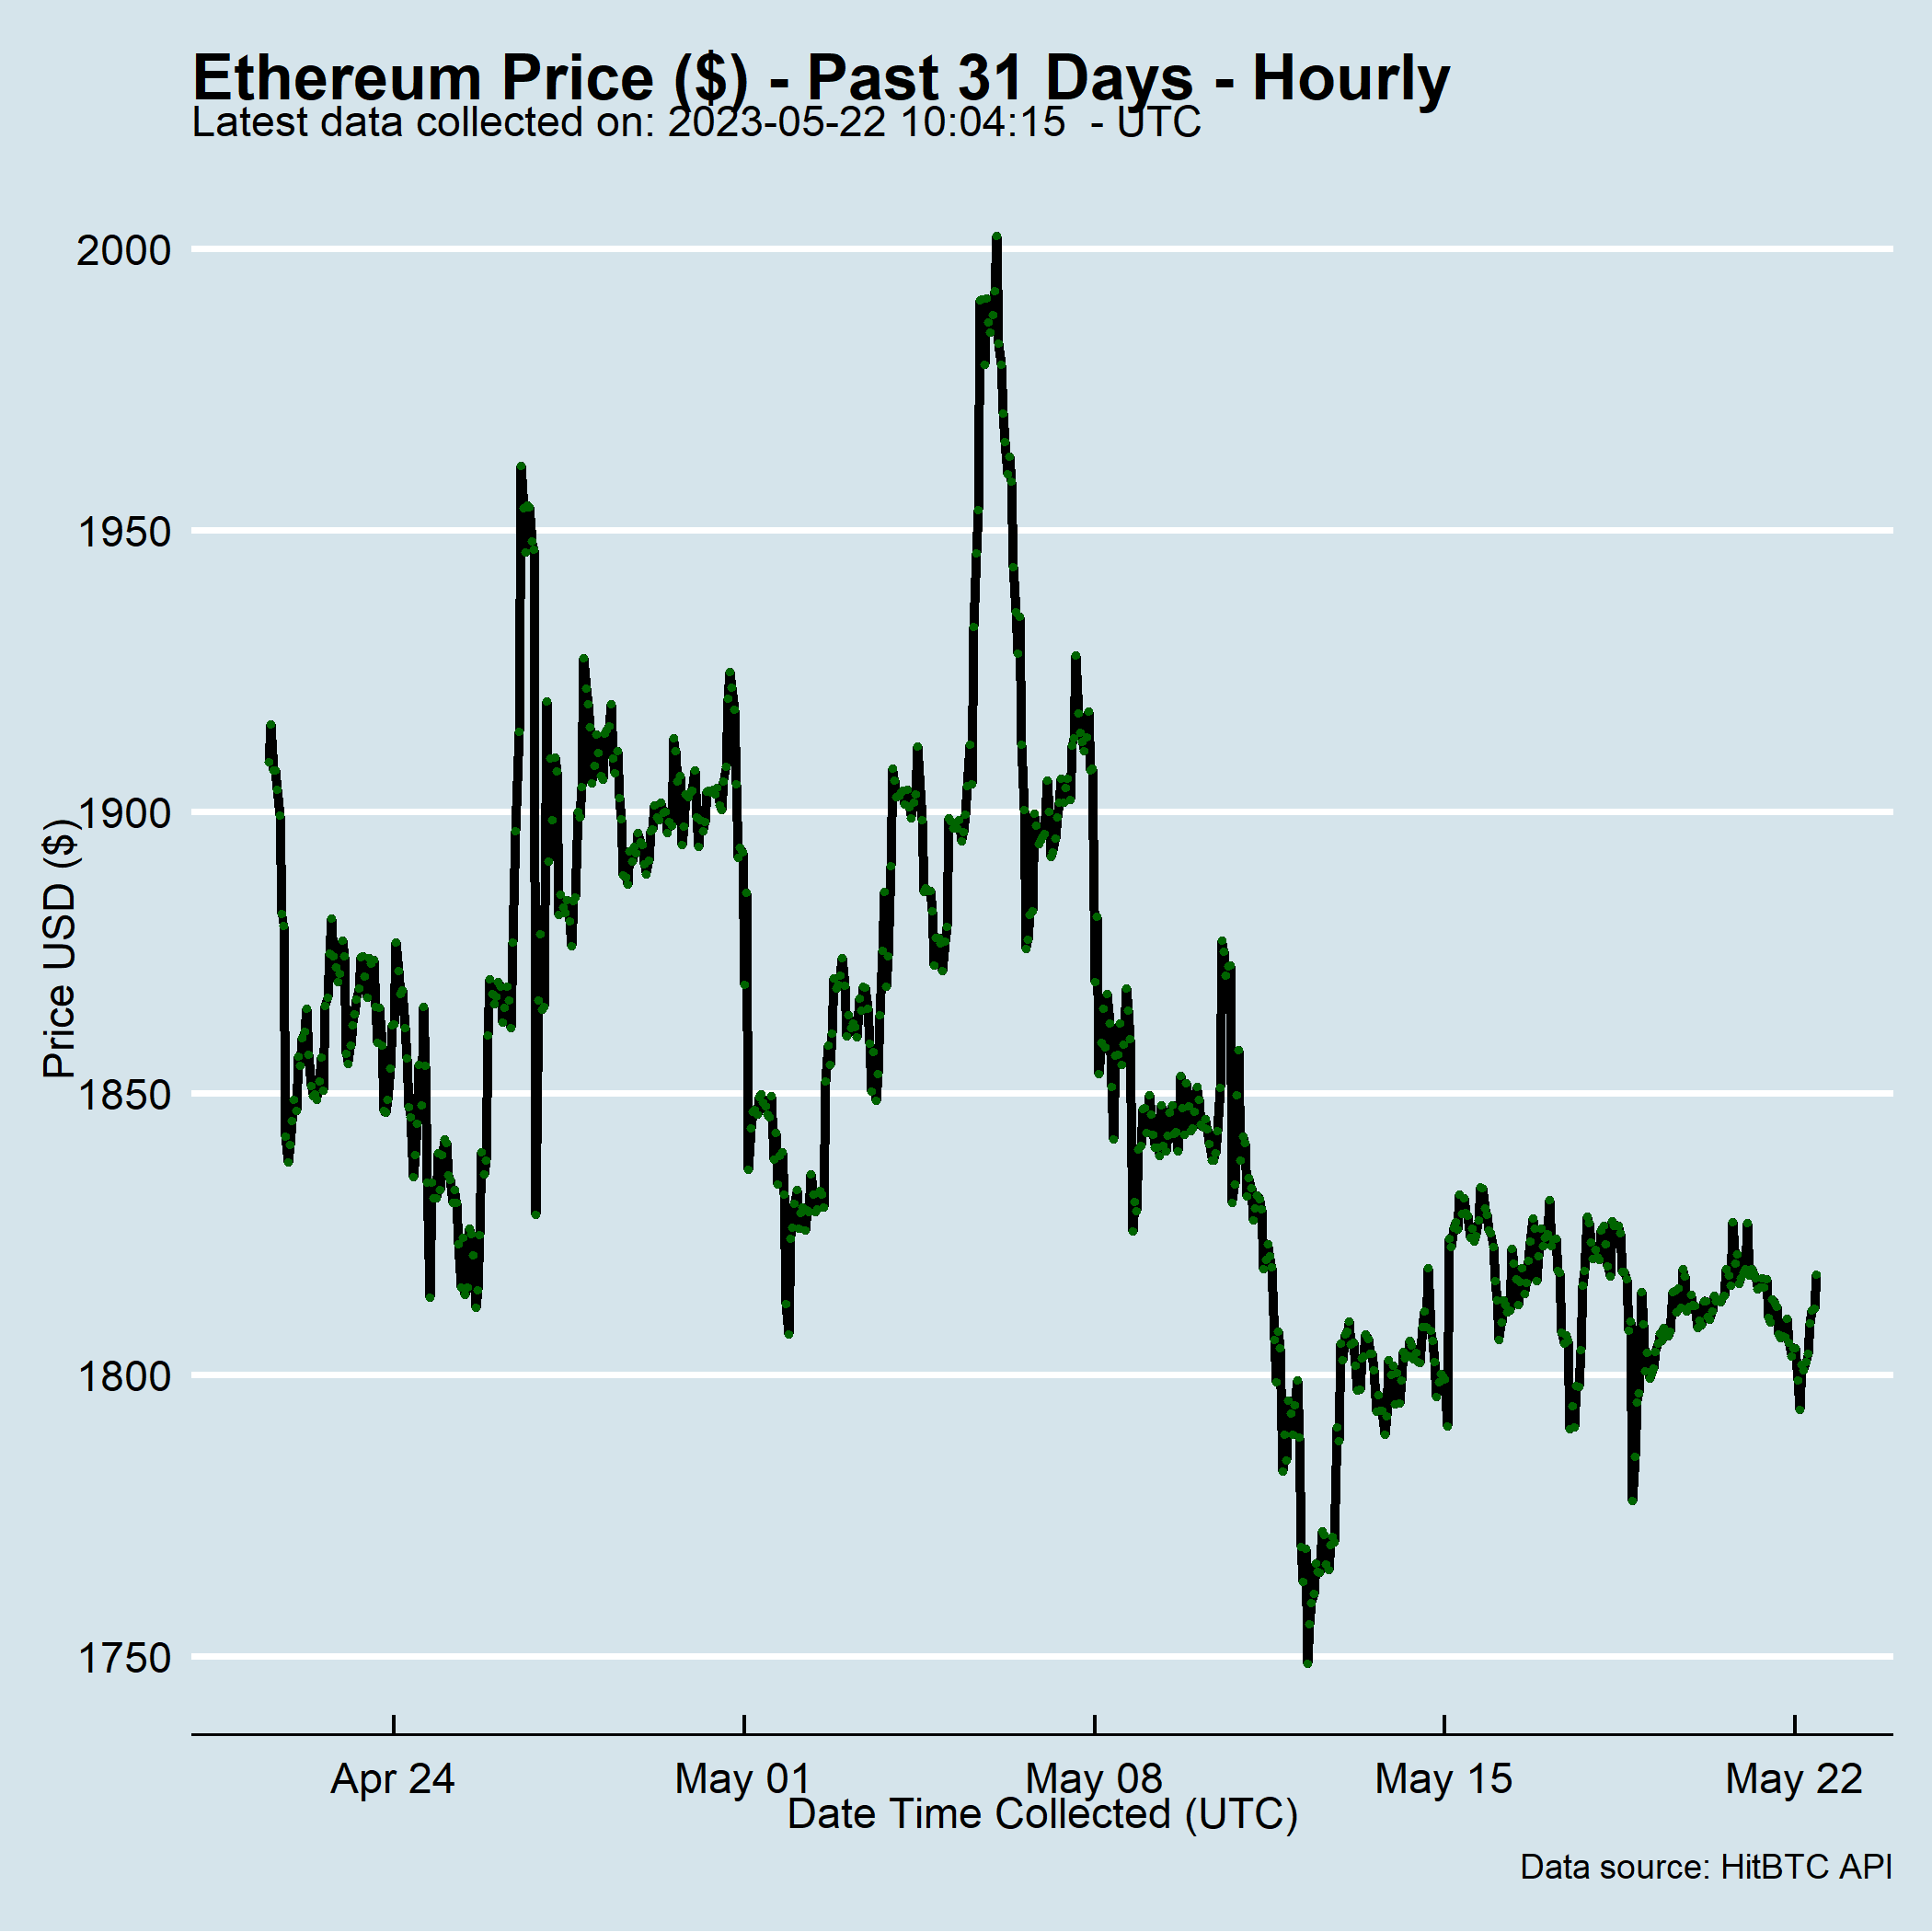 Ethereum Price ($) - Past 31 Days - Hourly
Latest data collected on: 2023-05-22 10:04:15  - UTC
2000
1950
1900
1850
1800
1750
Price USD ($)
Apr 24
May 01
May 08
May 15
May 22
Date Time Collected (UTC)
Data source: HitBTC API